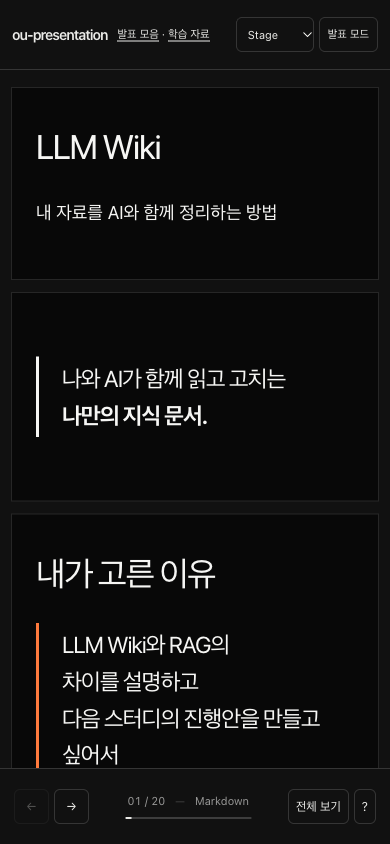 ou-presentation 발표 모음 · 학습 자료 Stage 발표 모드
LLM Wiki
내 자료를 AI와 함께 정리하는 방법
나와 AI가 함께 읽고 고치는
나만의 지식 문서.
내가 고른 이유
LLM Wiki와 RAG의
차이를 설명하고
다음 스터디의 진행안을 만들고
싶어서
← → 01 / 20 — Markdown 전체 보기 ?